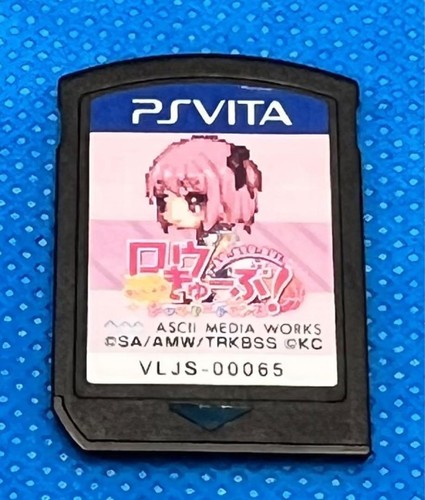 PSVITA
ロウ
きゅーぶ!
ASCII MEDIA WORKS
©SA/AMW/TRKBSS ©KC
VLJS-00065